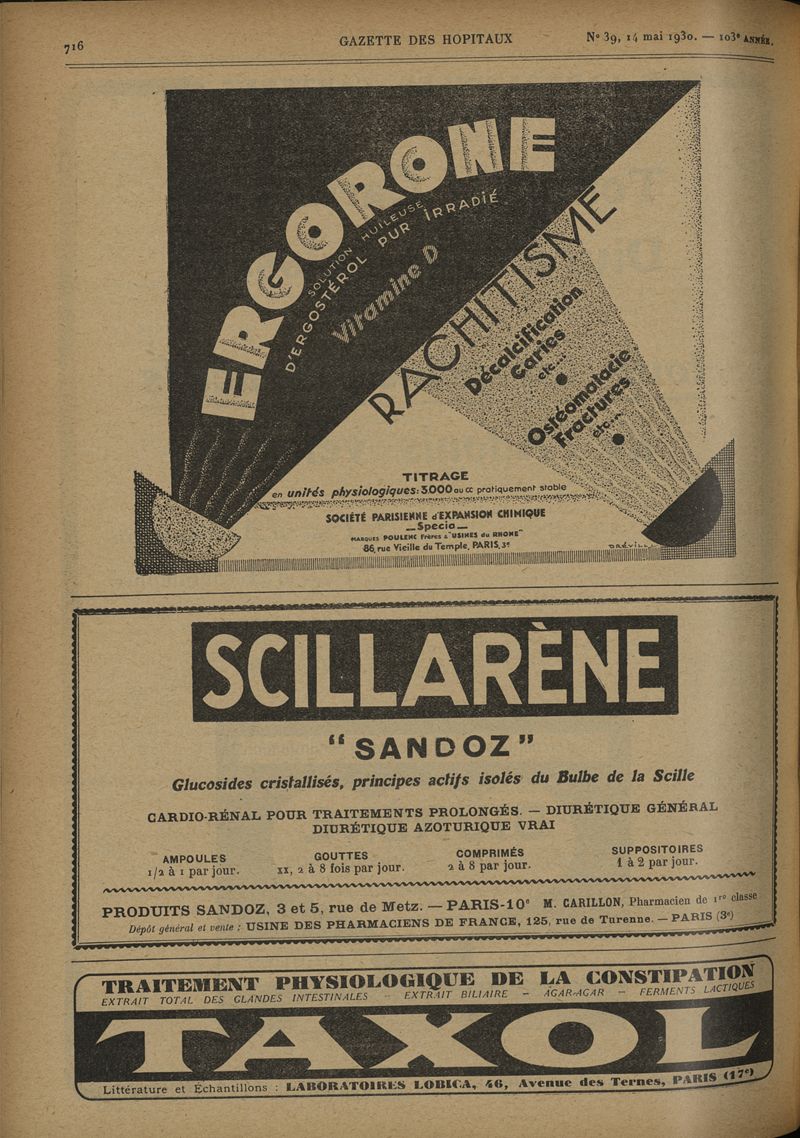 716
GAZETTE DES HOPITAUX
Nº 39, 14 mai 1930. — 103e ANNÉE.
ERGORONE
SOLUTION HUILEUSE
D'ERGOSTÉROL PUR IRRADIÉ
Vitamine D
RACHITISME
Décalcification
Caries
etc...
Ostéomalacie
Fractures
etc...
TITRAGE
en unités physiologiques: 5.000 au cc pratiquement stable
SOCIÉTÉ PARISIENNE d'EXPANSION CHIMIQUE
— Specia —
MARQUES POULENC Frères & "USINES du RHONE"
86, rue Vieille du Temple, PARIS, 3e
SCILLARÈNE
"SANDOZ"
Glucosides cristallisés, principes actifs isolés du Bulbe de la Scille
CARDIO-RÉNAL POUR TRAITEMENTS PROLONGÉS. — DIURÉTIQUE GÉNÉRAL
DIURÉTIQUE AZOTURIQUE VRAI
AMPOULES
1/2 à 1 par jour.
GOUTTES
XX, 2 à 8 fois par jour.
COMPRIMÉS
2 à 8 par jour.
SUPPOSITOIRES
1 à 2 par jour.
PRODUITS SANDOZ, 3 et 5, rue de Metz. — PARIS-10e M. CARILLON, Pharmacien de 1re classe
Dépôt général et vente : USINE DES PHARMACIENS DE FRANCE, 125, rue de Turenne. — PARIS (3e)
TRAITEMENT PHYSIOLOGIQUE DE LA CONSTIPATION
EXTRAIT TOTAL DES GLANDES INTESTINALES - EXTRAIT BILIAIRE - AGAR-AGAR - FERMENTS LACTIQUES
TAXOL
Littérature et Échantillons : LABORATOIRES LOBICA, 46, Avenue des Ternes, PARIS (17e)